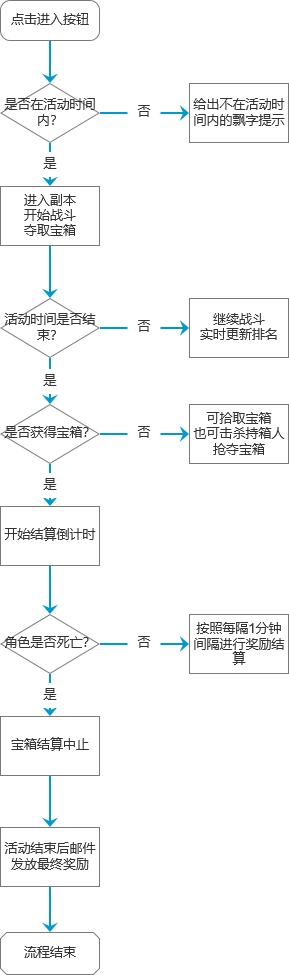 点击进入按钮
是否在活动时间
内？
否
给出不在活动时
间内的飘字提示
是
进入副本
开始战斗
夺取宝箱
活动时间是否结
束？
否
继续战斗
实时更新排名
是
是否获得宝箱？
否
可拾取宝箱
也可击杀持箱人
抢夺宝箱
是
开始结算倒计时
角色是否死亡？
否
按照每隔1分钟
间隔进行奖励结
算
是
宝箱结算中止
活动结束后邮件
发放最终奖励
流程结束